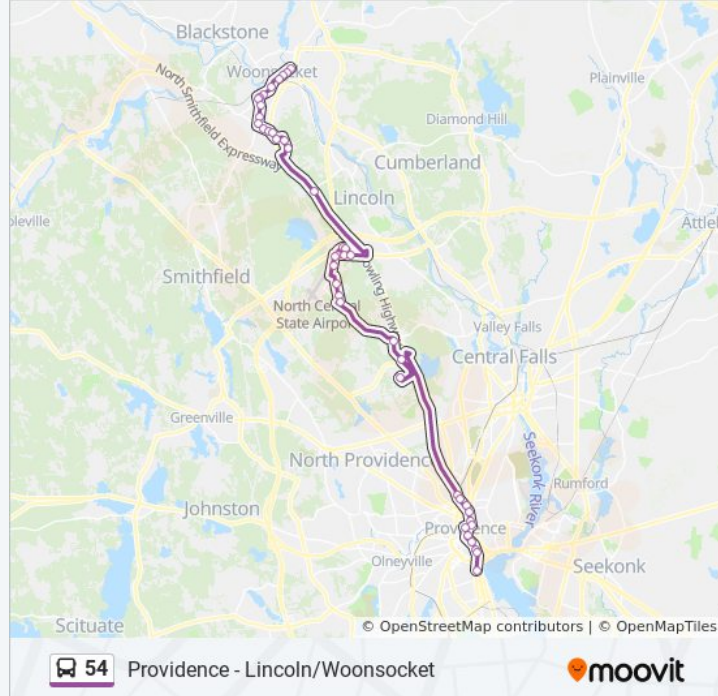 Blackstone
Woonsocket
Plainville
North Smithfield Expressway
Diamond Hill
Cumberland
Lincoln
Smithfield
North Central
State Airport
Valley Falls
Central Falls
Greenville
North Providence
Seekonk River
Rumford
Johnston
Providence
Olneyville
Seekonk
Scituate
© OpenStreetMap contributors | © OpenMapTiles
54 Providence - Lincoln/Woonsocket
moovit